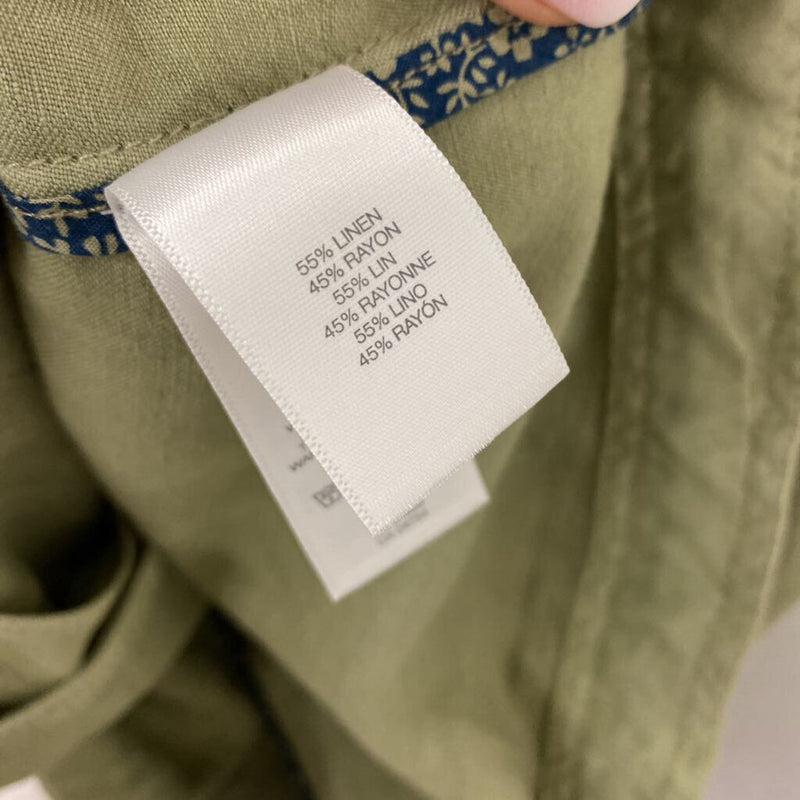 55% LINEN
45% RAYON
55% LIN
45% RAYONNE
55% LINO
45% RAYÓN